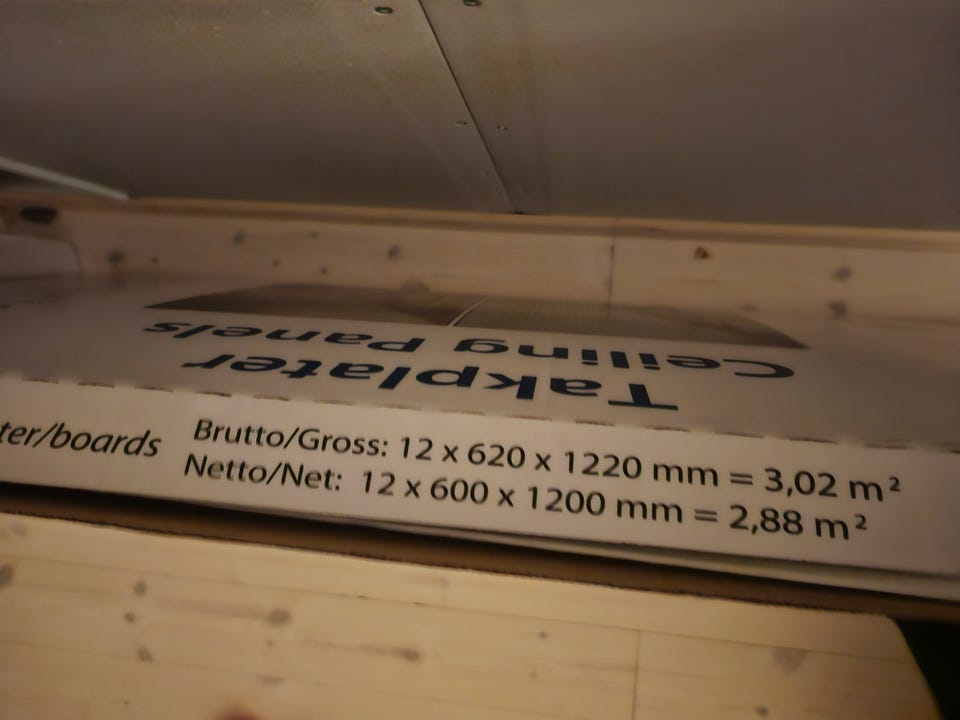 Takplater
Ceiling Panels
ter/boards
Brutto/Gross: 12 x 620 x 1220 mm = 3,02 m²
Netto/Net: 12 x 600 x 1200 mm = 2,88 m²